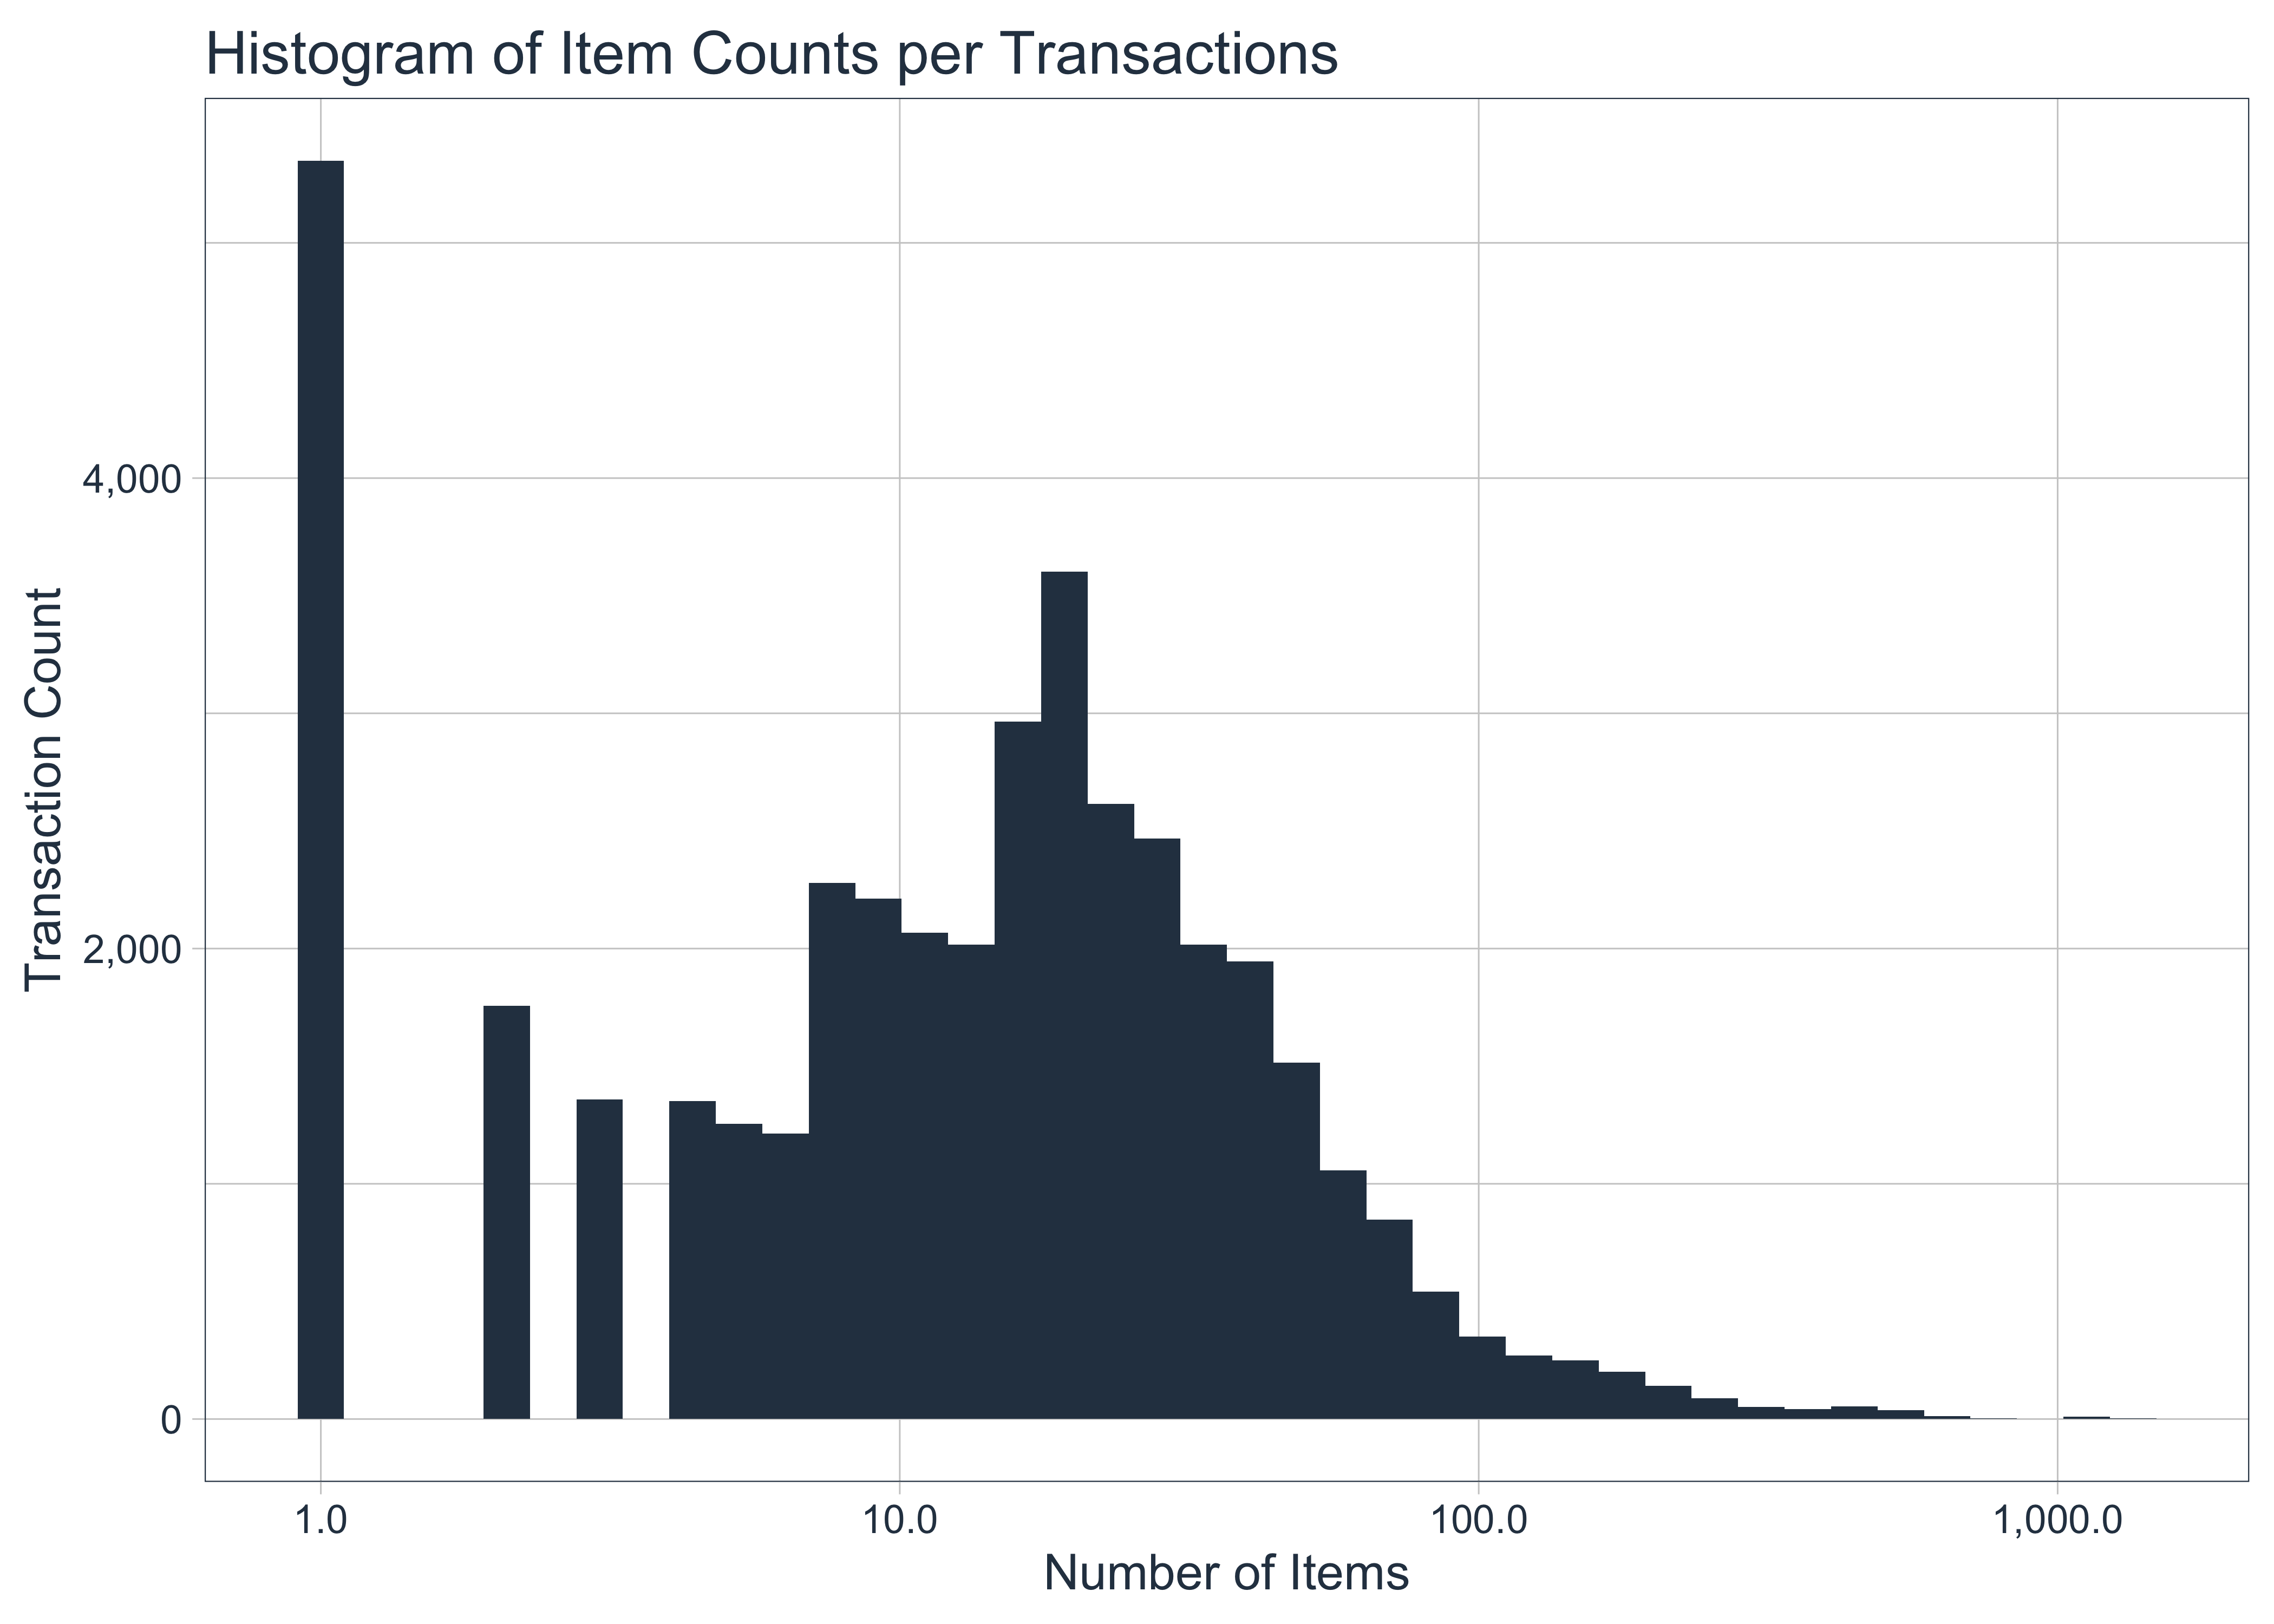 Histogram of Item Counts per Transactions
Transaction Count
4,000
2,000
0
1.0 10.0 100.0 1,000.0
Number of Items